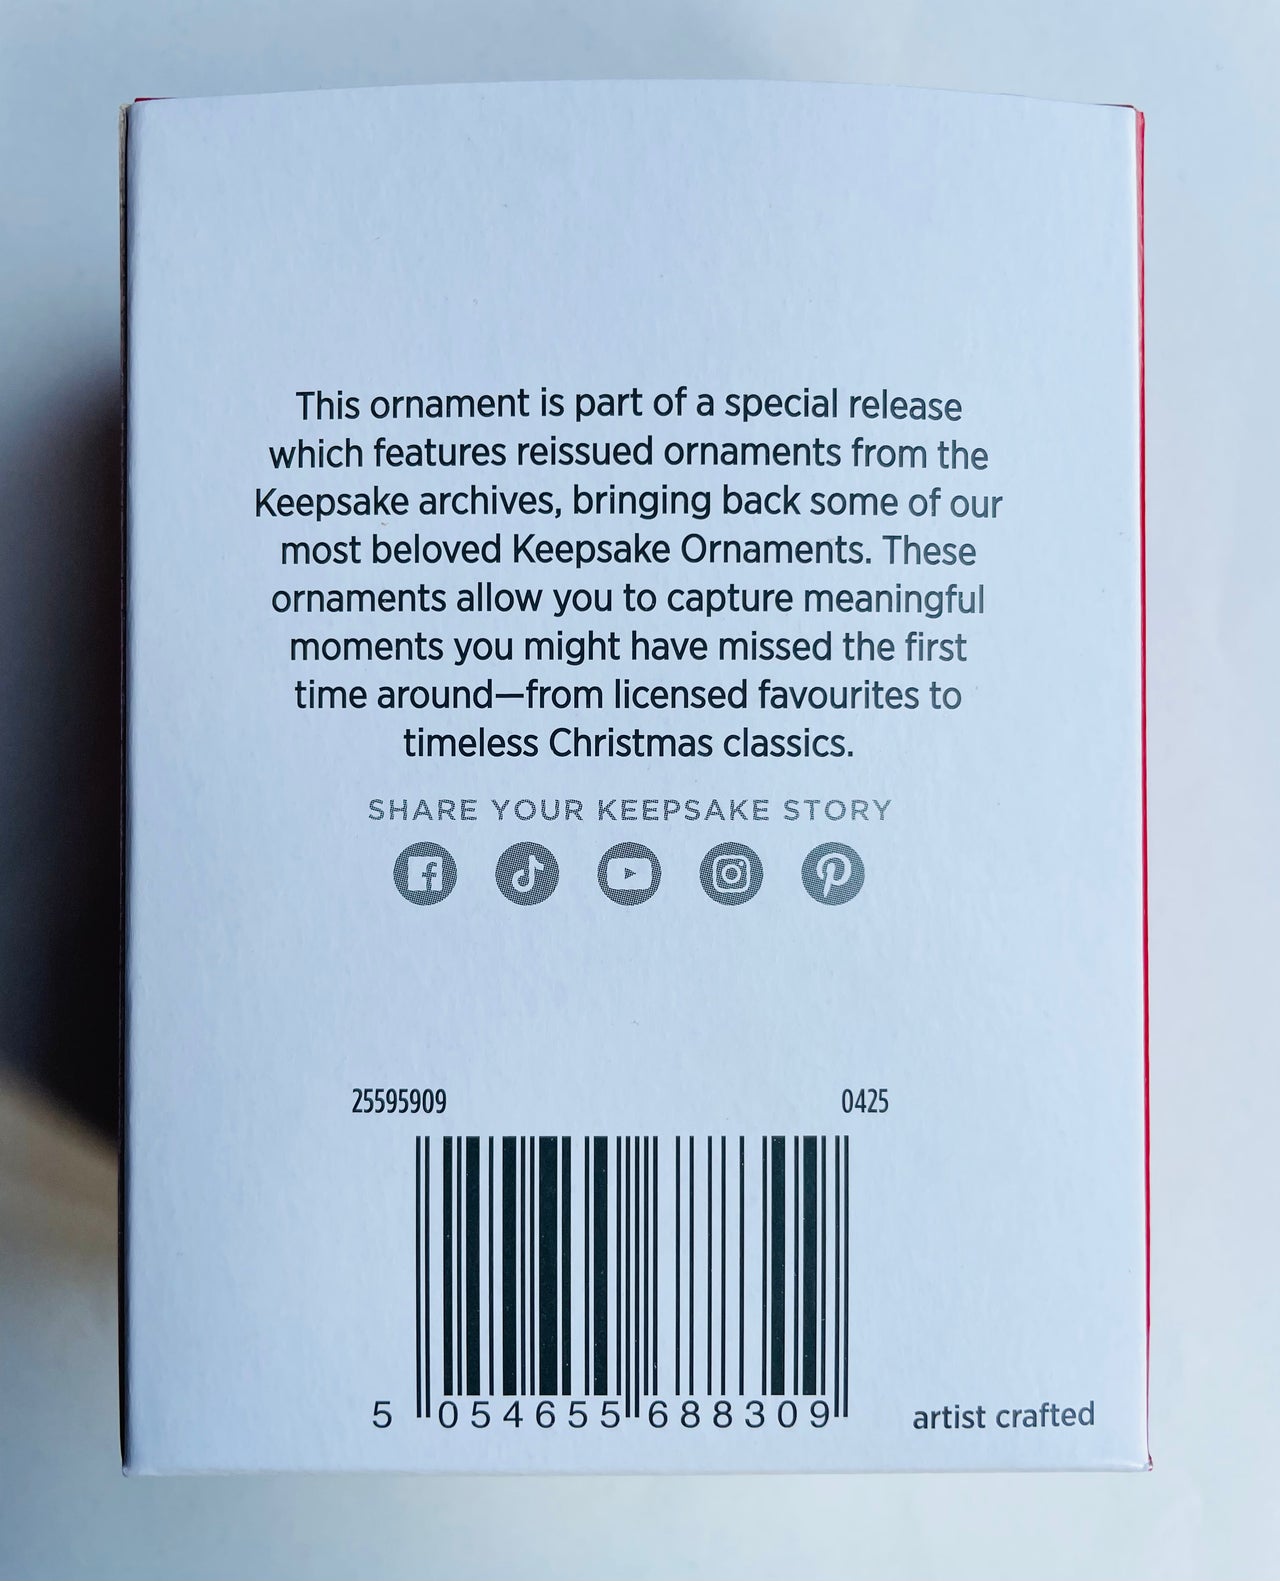 This ornament is part of a special release
which features reissued ornaments from the
Keepsake archives, bringing back some of our
most beloved Keepsake Ornaments. These
ornaments allow you to capture meaningful
moments you might have missed the first
time around—from licensed favourites to
timeless Christmas classics.
SHARE YOUR KEEPSAKE STORY
25595909 0425
5 054655 688309
artist crafted